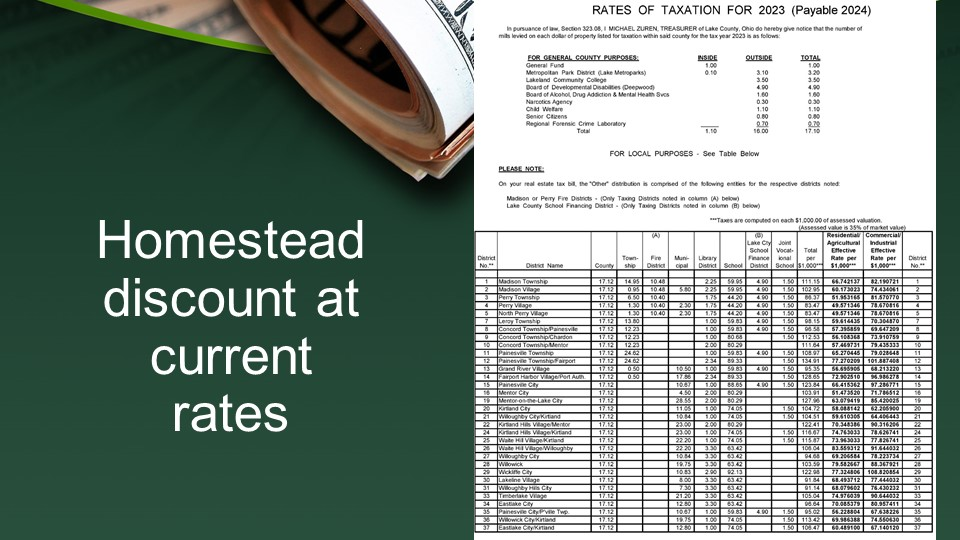 Homestead
discount at
current
rates
RATES OF TAXATION FOR 2023 (Payable 2024)
In pursuance of law, Section 323.08, I MICHAEL ZUREN, TREASURER of Lake County, Ohio do hereby give notice that the number of
mills levied on each dollar of property listed for taxation within said county for the tax year 2023 is as follows:
FOR GENERAL COUNTY PURPOSES: INSIDE OUTSIDE TOTAL
General Fund 1.00 1.00
Metropolitan Park District (Lake Metroparks) 0.10 3.10 3.20
Lakeland Community College 3.50 3.50
Board of Developmental Disabilities (Deepwood) 4.90 4.90
Board of Alcohol, Drug Addiction & Mental Health Svcs 1.60 1.60
Narcotics Agency 0.30 0.30
Child Welfare 1.10 1.10
Senior Citizens 0.80 0.80
Regional Forensic Crime Laboratory 0.70 0.70
Total 1.10 16.00 17.10
FOR LOCAL PURPOSES - See Table Below
PLEASE NOTE:
On your real estate tax bill, the "Other" distribution is comprised of the following entities for the respective districts noted:
Madison or Perry Fire Districts - (Only Taxing Districts noted in column (A) below)
Lake County School Financing District - (Only Taxing Districts noted in column (B) below)
***Taxes are computed on each $1,000.00 of assessed valuation.
(Assessed value is 35% of market value)
District No.** District Name County Town-ship (A) Fire District Muni-cipal Library District School (B) Lake Cty School Finance District Joint Vocat-ional School Total per $1,000*** Residential/ Agricultural Effective Rate per $1,000*** Commercial/ Industrial Effective Rate per $1,000*** District No.**
1 Madison Township 17.12 14.95 10.48 2.25 59.95 4.90 1.50 111.15 66.742137 82.190721 1
2 Madison Village 17.12 0.95 10.48 5.80 2.25 59.95 4.90 1.50 102.95 60.173023 74.434061 2
3 Perry Township 17.12 6.50 10.40 1.75 44.20 4.90 1.50 86.37 51.953165 81.570770 3
4 Perry Village 17.12 1.30 10.40 2.30 1.75 44.20 4.90 1.50 83.47 49.571346 78.670816 4
5 North Perry Village 17.12 1.30 10.40 2.30 1.75 44.20 4.90 1.50 83.47 49.571346 78.670816 5
7 Leroy Township 17.12 13.80 1.00 59.83 4.90 1.50 98.15 59.614435 70.304870 7
8 Concord Township/Painesville 17.12 12.23 1.00 59.83 4.90 1.50 96.58 57.395859 69.647209 8
9 Concord Township/Chardon 17.12 12.23 1.00 80.68 1.50 112.53 56.108368 73.910759 9
10 Concord Township/Mentor 17.12 12.23 2.00 80.29 111.64 57.469731 79.435333 10
11 Painesville Township 17.12 24.62 1.00 59.83 4.90 1.50 108.97 65.270445 79.028648 11
12 Painesville Township/Fairport 17.12 24.62 2.34 89.33 1.50 134.91 77.270209 101.887408 12
13 Grand River Village 17.12 0.50 10.50 1.00 59.83 4.90 1.50 95.35 56.695905 68.213220 13
14 Fairport Harbor Village/Port Auth. 17.12 0.50 17.86 2.34 89.33 1.50 128.65 72.902510 96.986278 14
15 Painesville City 17.12 10.67 1.00 88.65 4.90 1.50 123.84 66.415362 97.286771 15
16 Mentor City 17.12 4.50 2.00 80.29 103.91 51.473520 71.786512 16
19 Mentor-on-the-Lake City 17.12 28.55 2.00 80.29 127.96 63.079419 85.420025 19
20 Kirtland City 17.12 11.05 1.00 74.05 1.50 104.72 58.088142 62.205900 20
21 Willoughby City/Kirtland 17.12 10.84 1.00 74.05 1.50 104.51 59.610305 64.406443 21
22 Kirtland Hills Village/Mentor 17.12 23.00 2.00 80.29 122.41 70.348386 90.316206 22
24 Kirtland Hills Village/Kirtland 17.12 23.00 1.00 74.05 1.50 116.67 74.763033 78.626741 24
25 Waite Hill Village/Kirtland 17.12 22.20 1.00 74.05 1.50 115.87 73.963033 77.826741 25
26 Waite Hill Village/Willoughby 17.12 22.20 3.30 63.42 106.04 83.559312 91.644032 26
27 Willoughby City 17.12 10.84 3.30 63.42 94.68 69.206584 78.223734 27
28 Willowick 17.12 19.75 3.30 63.42 103.59 79.582667 88.367921 28
29 Wickliffe City 17.12 10.83 2.90 92.13 122.98 77.324806 108.820854 29
30 Lakeline Village 17.12 8.00 3.30 63.42 91.84 68.493712 77.444032 30
31 Willoughby Hills City 17.12 7.30 3.30 63.42 91.14 68.079602 76.430232 31
33 Timberlake Village 17.12 21.20 3.30 63.42 105.04 74.976039 90.644032 33
34 Eastlake City 17.12 12.80 3.30 63.42 96.64 70.085379 80.957411 34
35 Painesville City/P'ville Twp. 17.12 10.67 1.00 59.83 4.90 1.50 95.02 56.228804 67.638226 35
36 Willowick City/Kirtland 17.12 19.75 1.00 74.05 1.50 113.42 69.986388 74.550630 36
37 Eastlake City/Kirtland 17.12 12.80 1.00 74.05 1.50 106.47 60.489100 67.140120 37